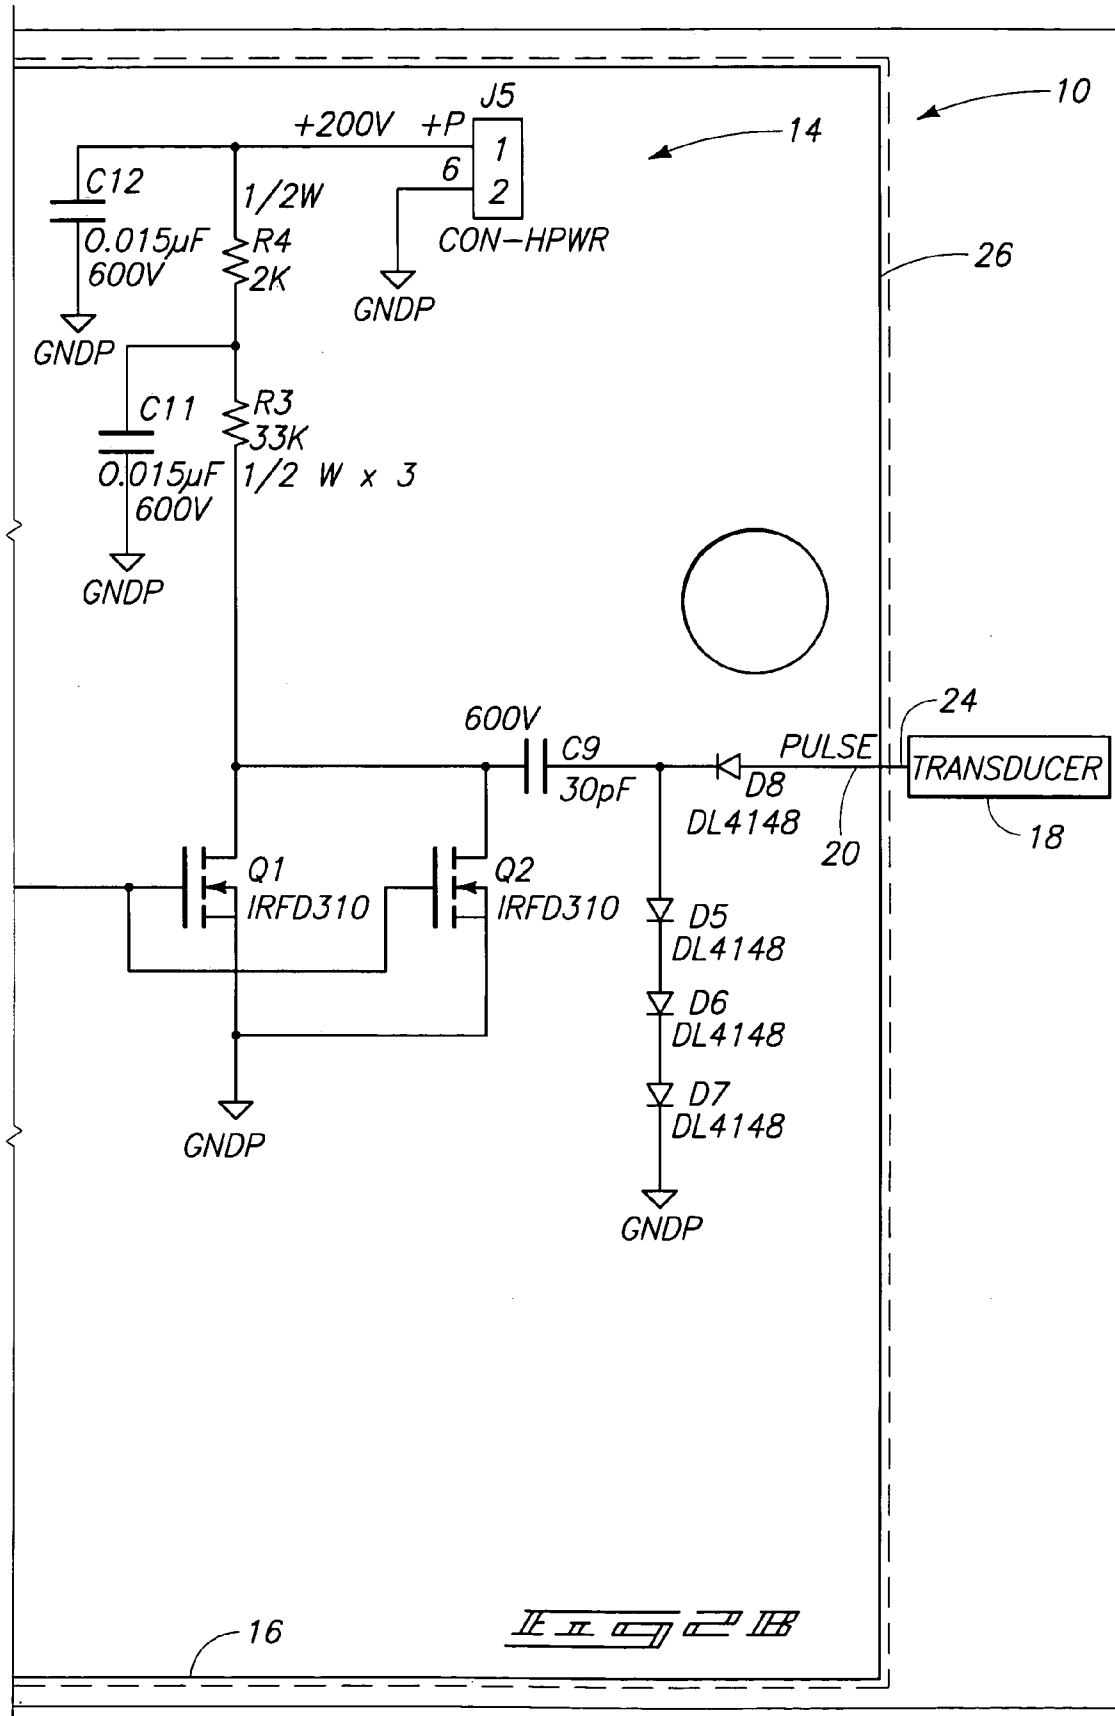 J5
10
+200V +P
1
14
6
2
C12
1/2W
0.015µF
600V
R4
2K
CON-HPWR
26
GNDP
GNDP
C11
R3
33K
0.015µF
600V
1/2 W x 3
GNDP
24
600V
C9
30pF
PULSE
TRANSDUCER
D8
DL4148
20
18
Q1
IRFD310
Q2
IRFD310
D5
DL4148
D6
DL4148
D7
DL4148
GNDP
GNDP
16
Fig 2B